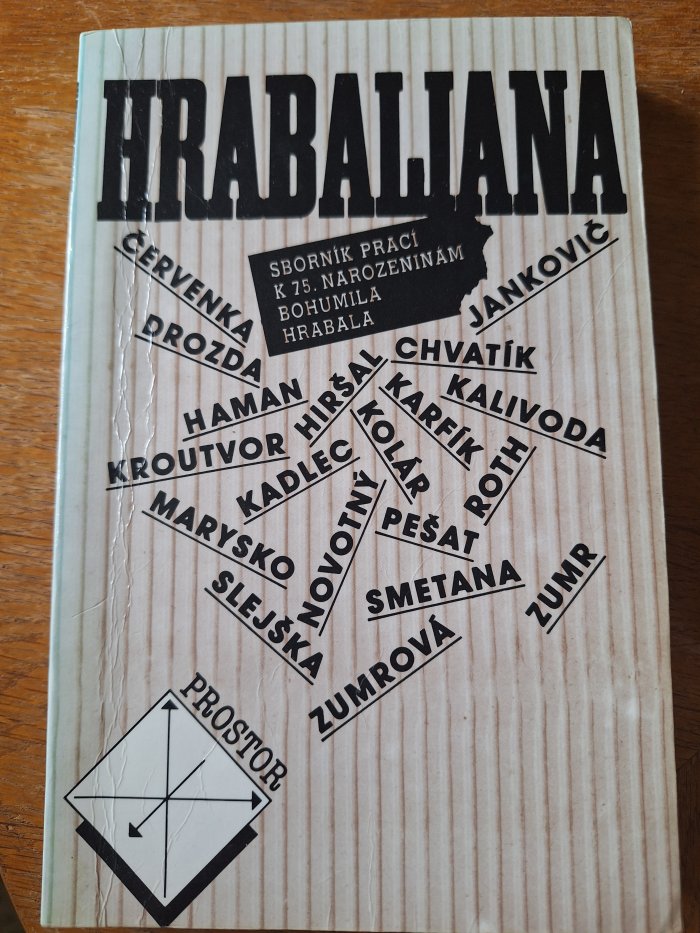 HRABALIANA
SBORNÍK PRACÍ
K 75. NAROZENINÁM
BOHUMILA
HRABALA
ČERVENKA
JANKOVIČ
DROZDA
CHVATÍK
HAMAN
HIRŠAL
KARFÍK
KALIVODA
KROUTVOR
KADLEC
KOLÁR
ROTH
MARYSKO
NOVOTNÝ
PEŠAT
SLEJŠKA
SMETANA
ZUMR
ZUMROVÁ
PROSTOR